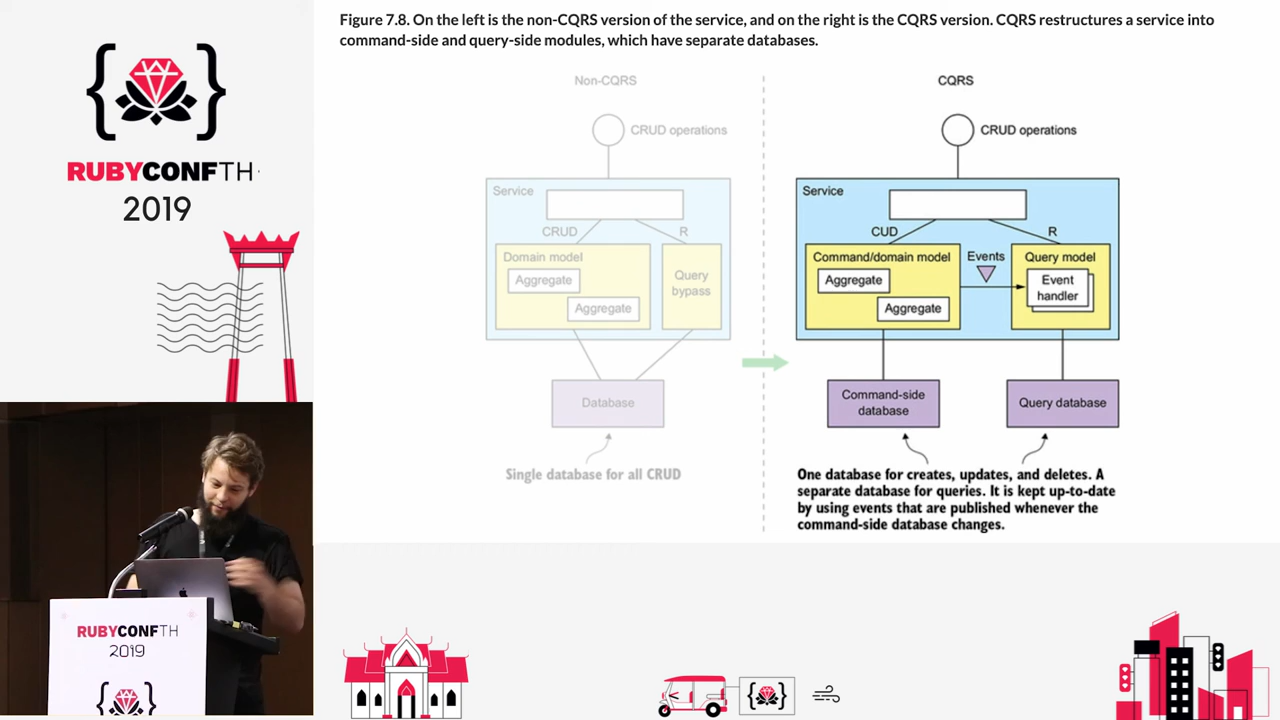 RUBYCONFTH
2019
Figure 7.8. On the left is the non-CQRS version of the service, and on the right is the CQRS version. CQRS restructures a service into
command-side and query-side modules, which have separate databases.
Non-CQRS
CRUD operations
Service
CRUD
R
Domain model
Aggregate
Aggregate
Query
bypass
Database
Single database for all CRUD
CQRS
CRUD operations
Service
CUD
R
Command/domain model
Aggregate
Aggregate
Events
Query model
Event
handler
Command-side
database
Query database
One database for creates, updates, and deletes. A
separate database for queries. It is kept up-to-date
by using events that are published whenever the
command-side database changes.
RUBYCONFTH
2019